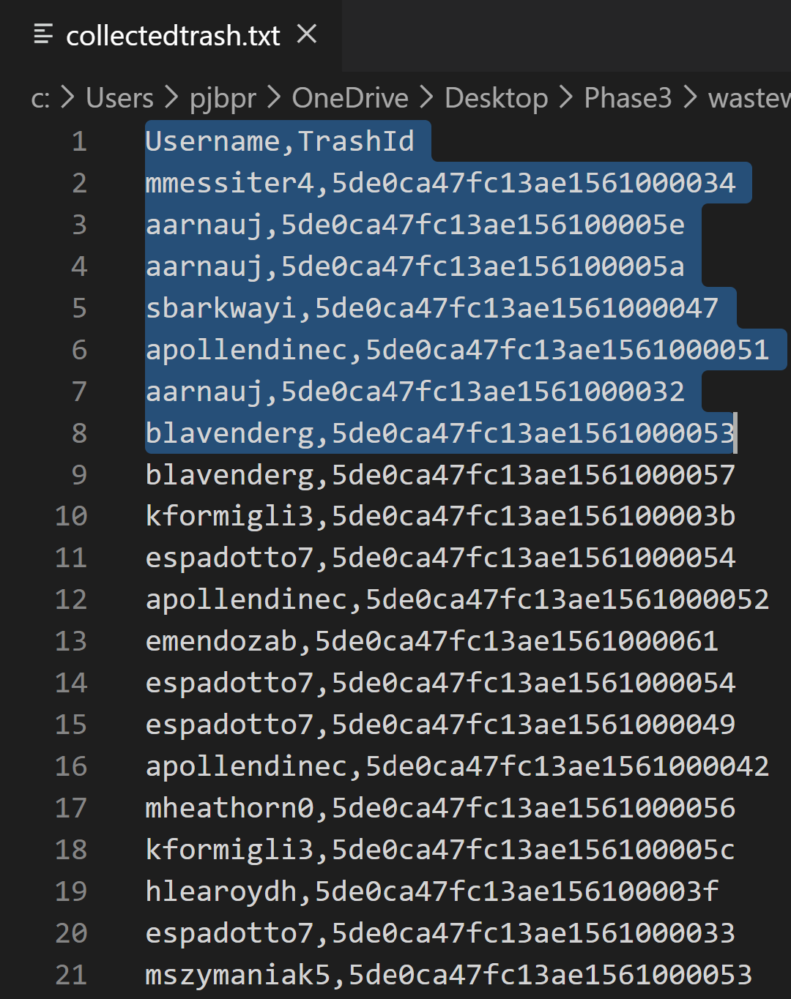 collectedtrash.txt
c: > Users > pjbpr > OneDrive > Desktop > Phase3 >
1 Username,TrashId
2 mmessiter4,5de0ca47fc13ae1561000034
3 aarnauj,5de0ca47fc13ae156100005e
4 aarnauj,5de0ca47fc13ae156100005a
5 sbarkwayi,5de0ca47fc13ae1561000047
6 apollendinec,5de0ca47fc13ae1561000051
7 aarnauj,5de0ca47fc13ae1561000032
8 blavenderg,5de0ca47fc13ae1561000053
9 blavenderg,5de0ca47fc13ae1561000057
10 kformigli3,5de0ca47fc13ae156100003b
11 espadotto7,5de0ca47fc13ae1561000054
12 apollendinec,5de0ca47fc13ae1561000052
13 emendozab,5de0ca47fc13ae1561000061
14 espadotto7,5de0ca47fc13ae1561000054
15 espadotto7,5de0ca47fc13ae1561000049
16 apollendinec,5de0ca47fc13ae1561000042
17 mheathorn0,5de0ca47fc13ae1561000056
18 kformigli3,5de0ca47fc13ae156100005c
19 hlearoydh,5de0ca47fc13ae156100003f
20 espadotto7,5de0ca47fc13ae1561000033
21 mszymaniak5,5de0ca47fc13ae1561000053